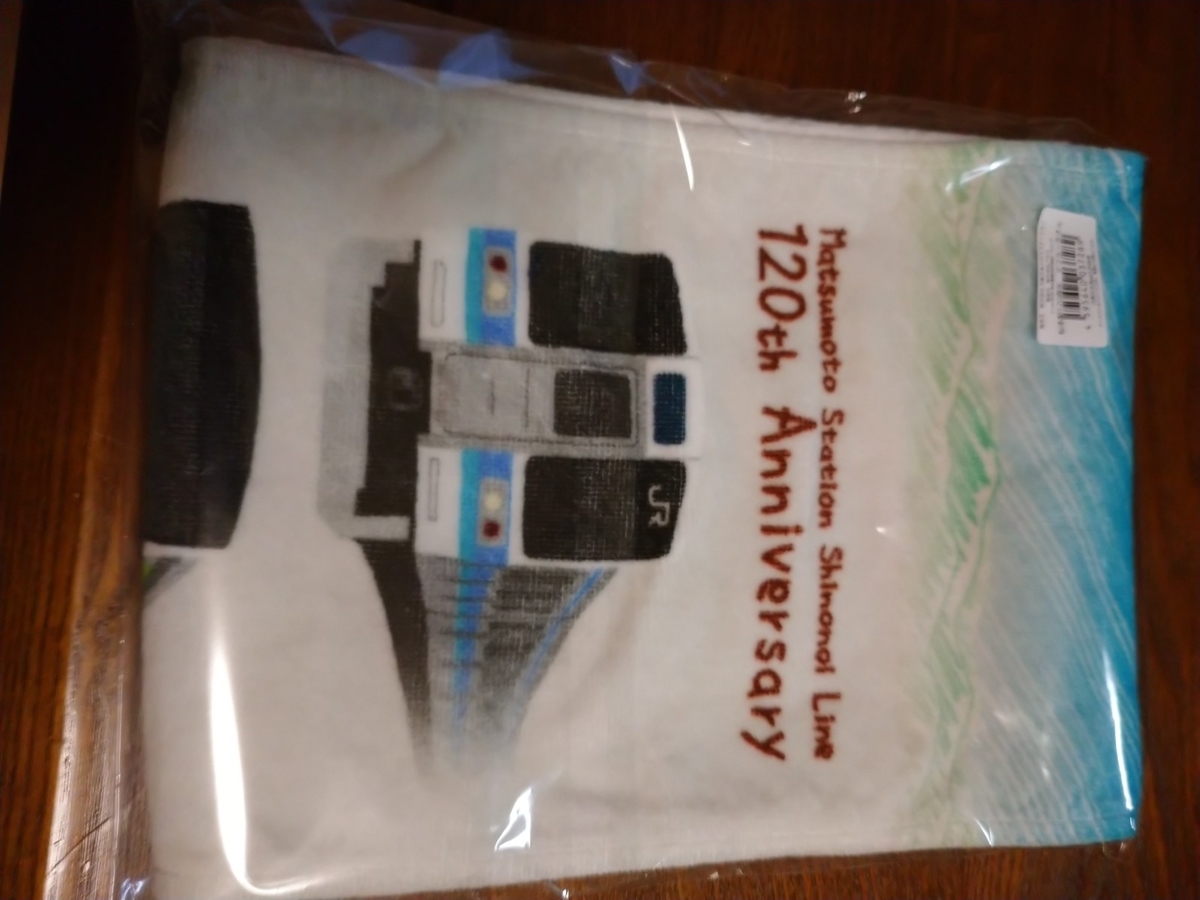 Matsumoto Station Shinonoi Line
120th Anniversary
JR